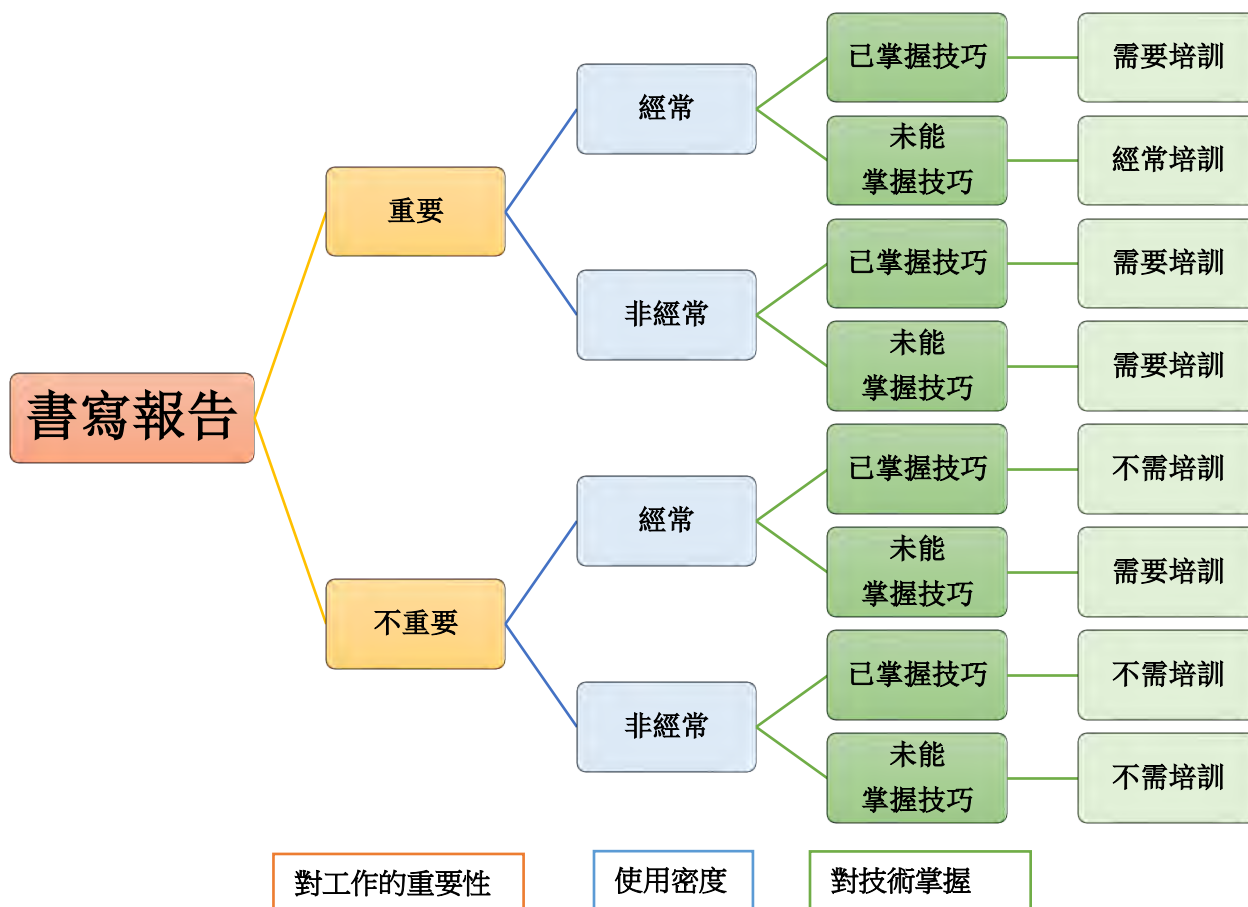 書寫報告
重要
經常
已掌握技巧
需要培訓
未能
掌握技巧
經常培訓
非經常
已掌握技巧
需要培訓
未能
掌握技巧
需要培訓
不重要
經常
已掌握技巧
不需培訓
未能
掌握技巧
需要培訓
非經常
已掌握技巧
不需培訓
未能
掌握技巧
不需培訓
對工作的重要性
使用密度
對技術掌握